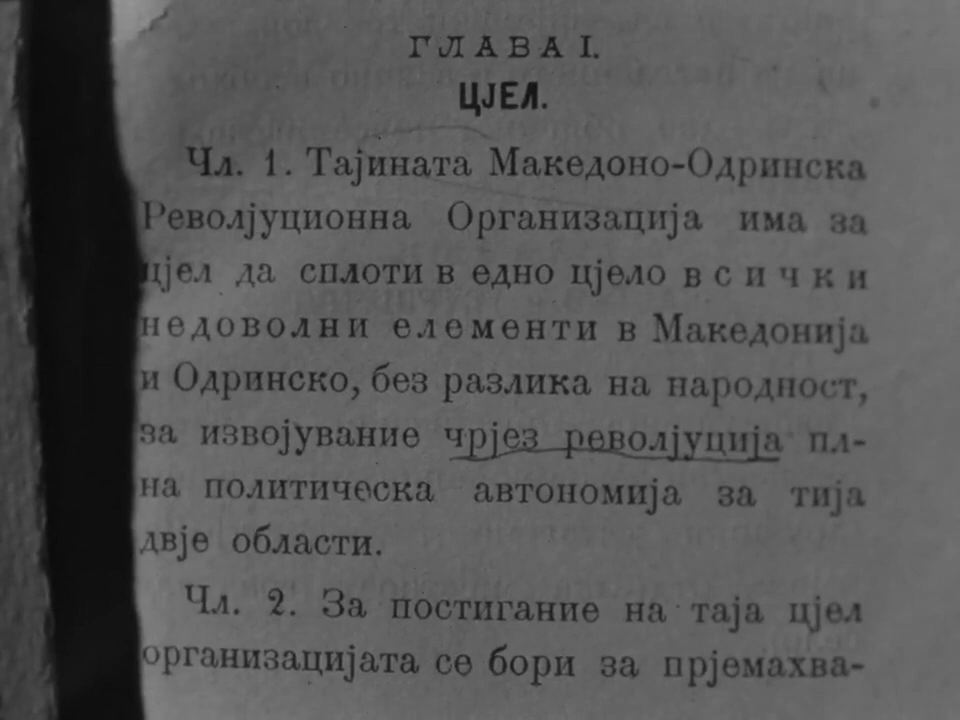 ГЛАВА I.
ЦЈЕЛ.
Чл. 1. Тајината Македоно-Одринска
Револјуционна Организација има за
цјел да сплоти в едно цјело всички
недоволни елементи в Македонија
и Одринско, без разлика на народност,
за извојувание чрјез револјуција пл-
на политическа автономија за тија
двје области.
Чл. 2. За постигание на таја цјел
организацијата се бори за прјемахва-